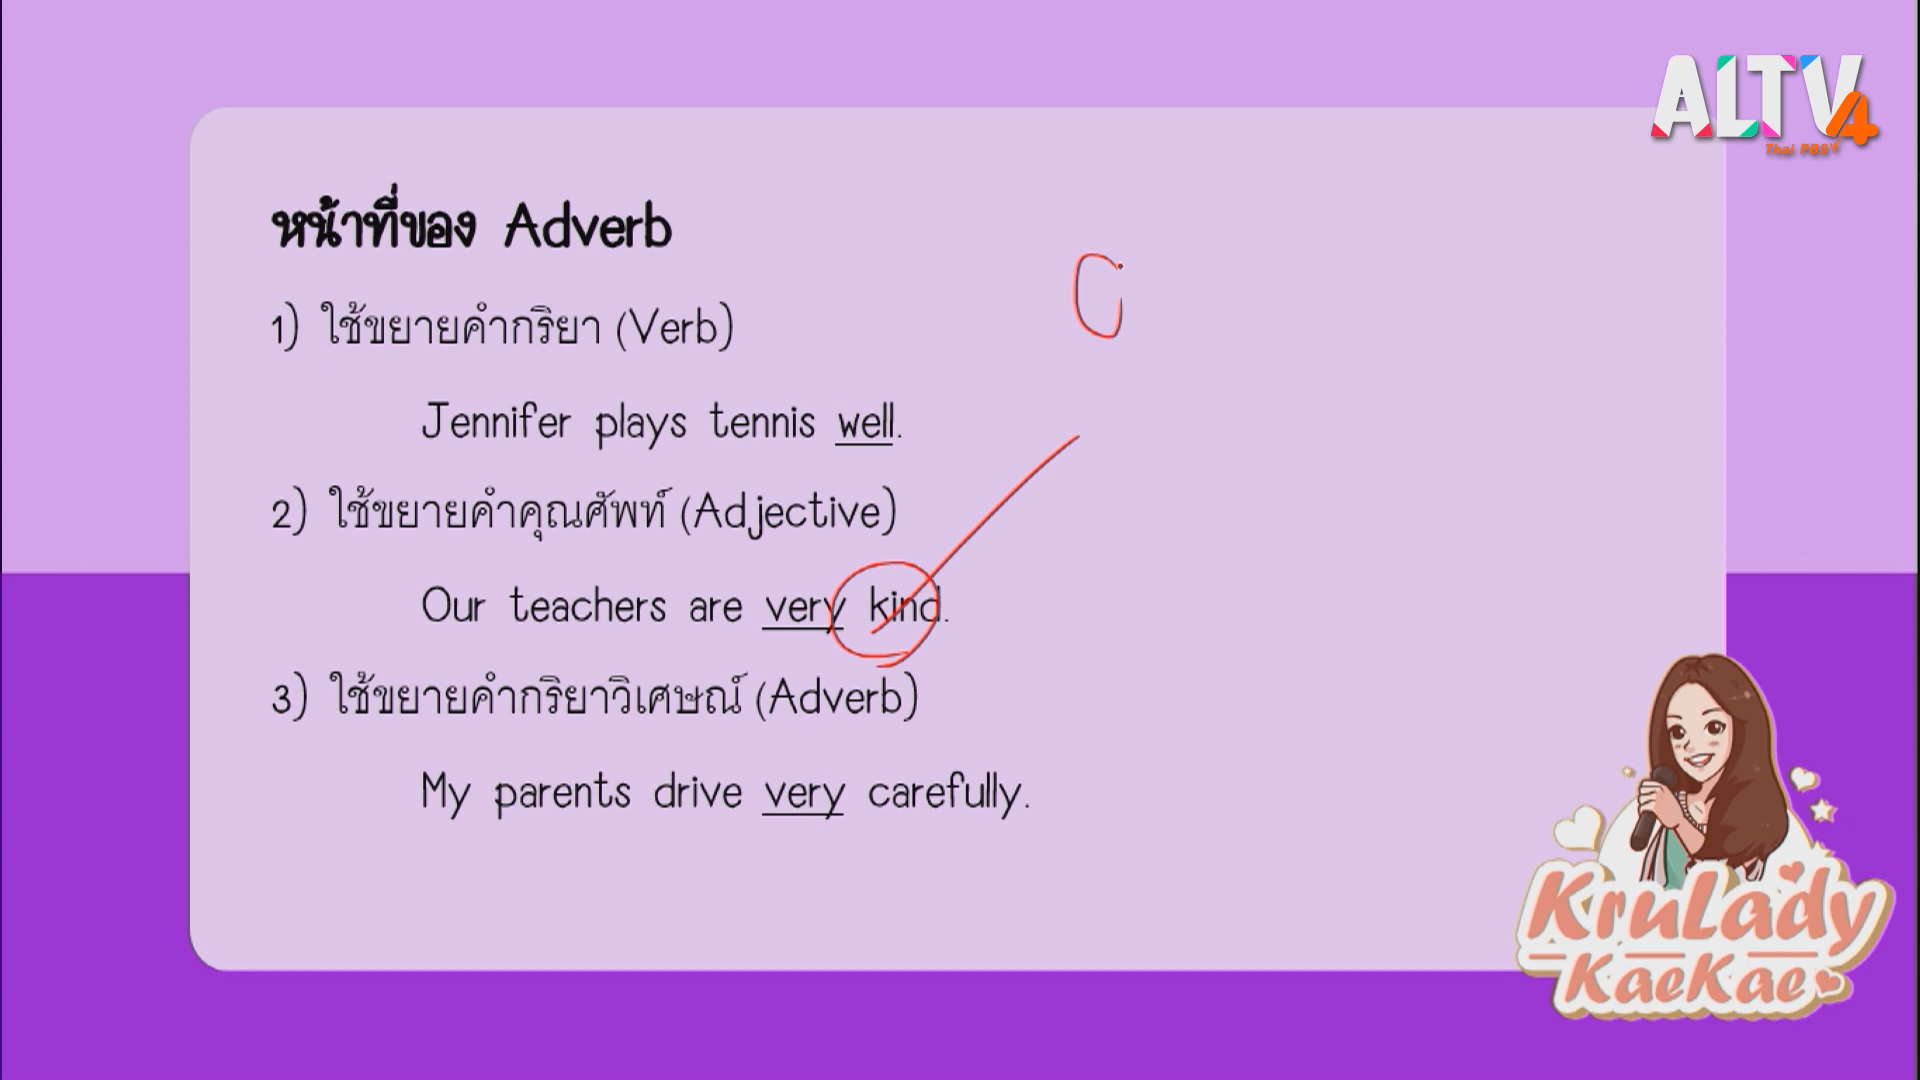 ALTV4
Thai PBS
หน้าที่ของ Adverb
1) ใช้ขยายคำกริยา (Verb)
Jennifer plays tennis well.
2) ใช้ขยายคำคุณศัพท์ (Adjective)
Our teachers are very kind.
3) ใช้ขยายคำกริยาวิเศษณ์ (Adverb)
My parents drive very carefully.
KruLady
KaeKae